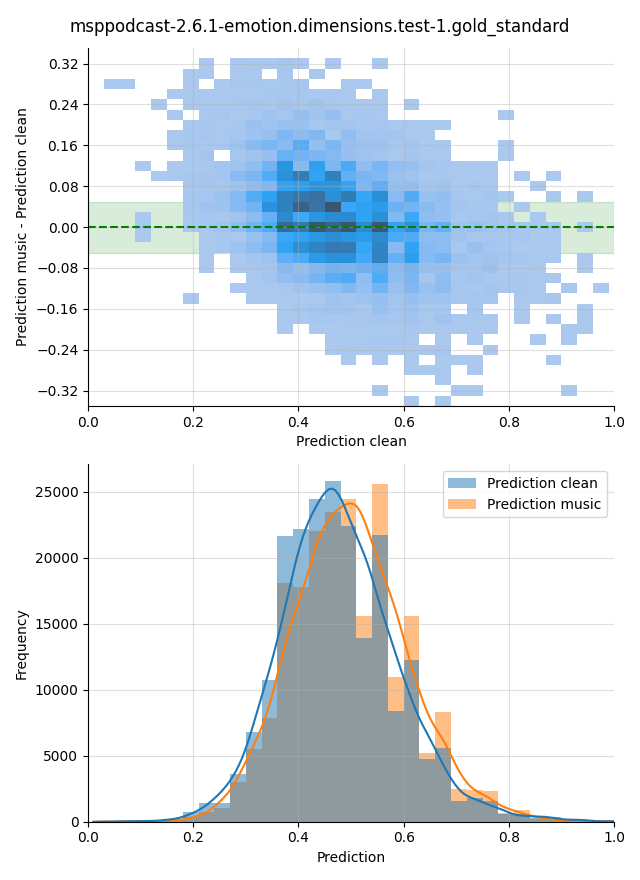 msppodcast-2.6.1-emotion.dimensions.test-1.gold_standard
Prediction music - Prediction clean
0.32
0.24
0.16
0.08
0.00
−0.08
−0.16
−0.24
−0.32
0.0 0.2 0.4 0.6 0.8 1.0
Prediction clean
Frequency
25000
20000
15000
10000
5000
0
Prediction clean
Prediction music
0.0 0.2 0.4 0.6 0.8 1.0
Prediction